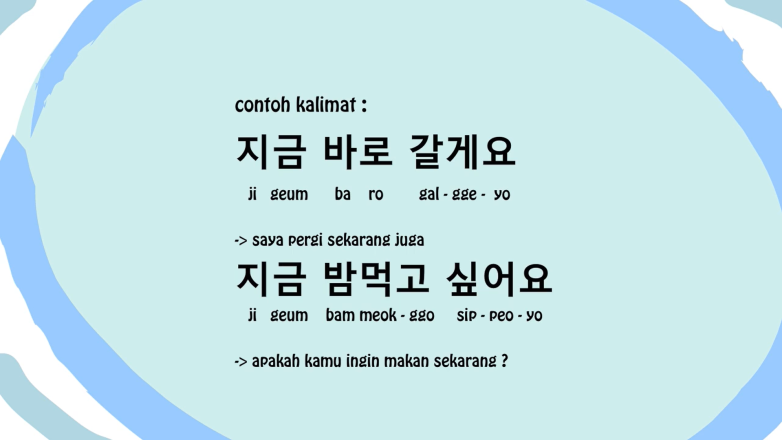 contoh kalimat :
지금 바로 갈게요
ji geum ba ro gal - gge - yo
-> saya pergi sekarang juga
지금 밤먹고 싶어요
ji geum bam meok - ggo sip - peo - yo
-> apakah kamu ingin makan sekarang ?